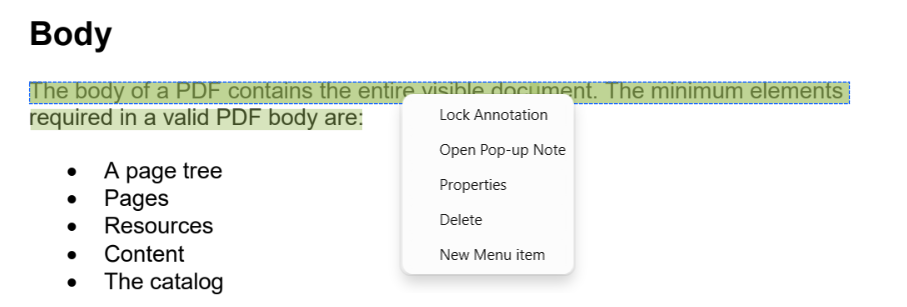 Body
The body of a PDF contains the entire visible document. The minimum elements
required in a valid PDF body are:
• A page tree
• Pages
• Resources
• Content
• The catalog
Lock Annotation
Open Pop-up Note
Properties
Delete
New Menu item